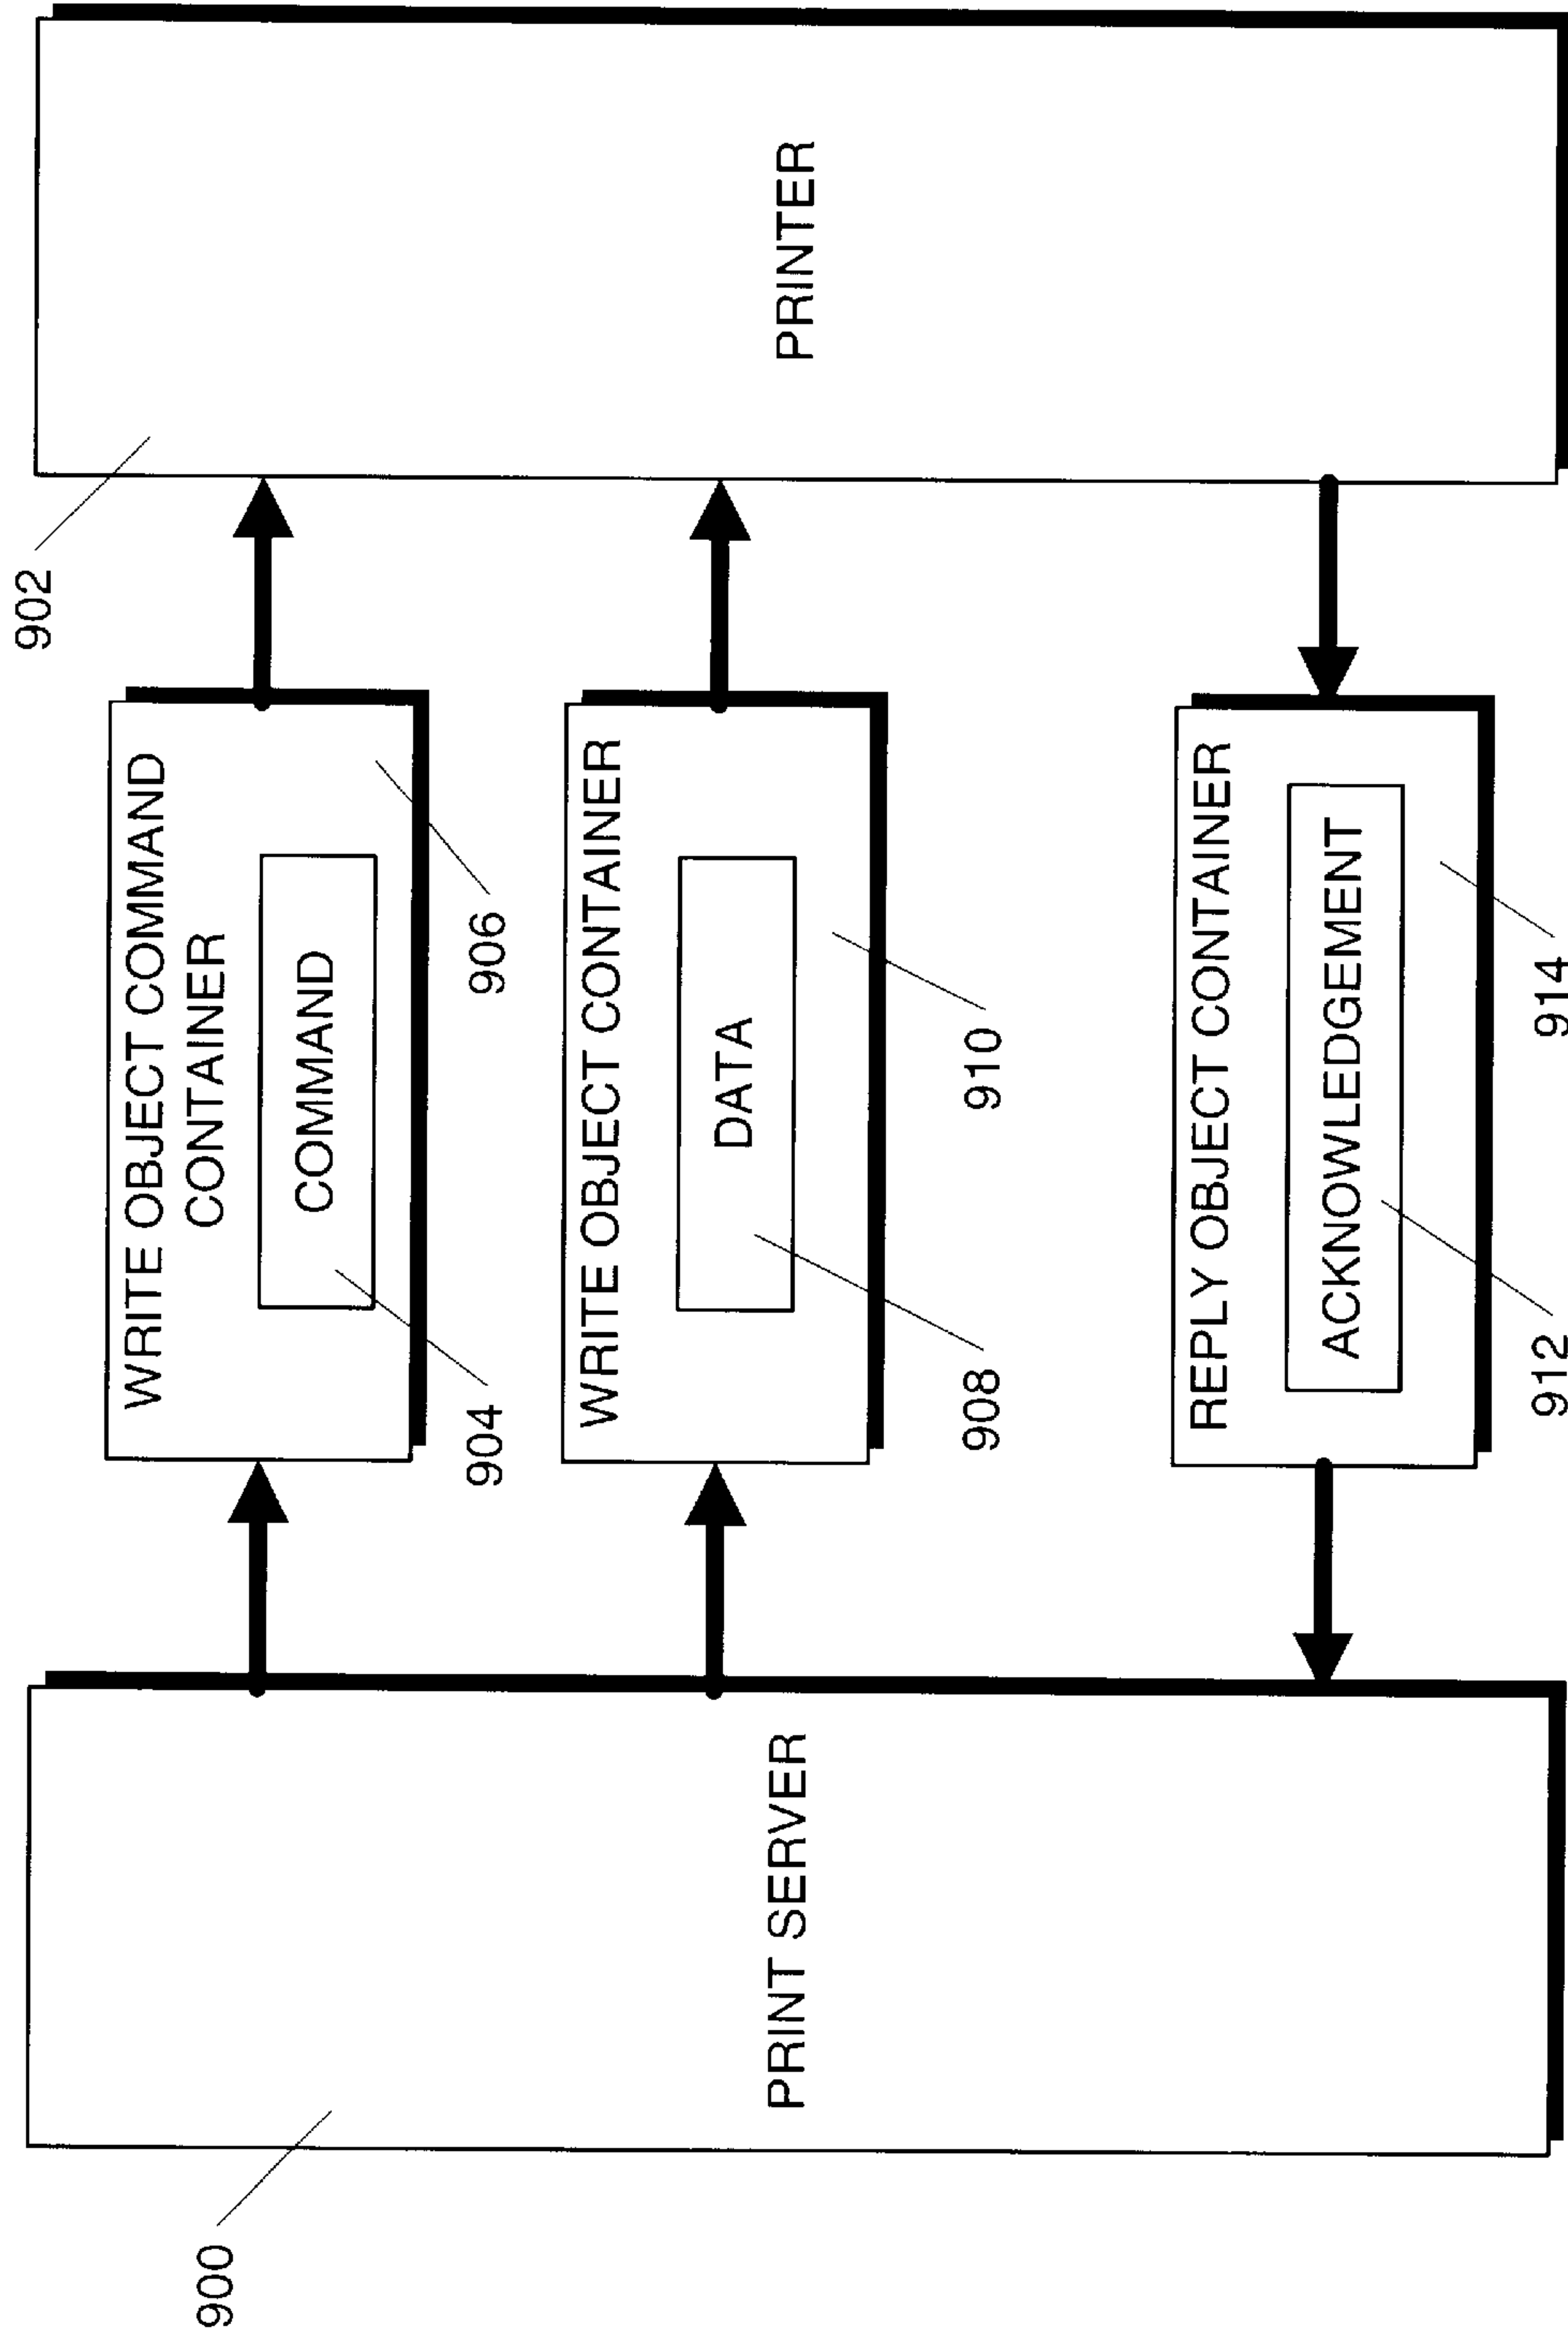 902
WRITE OBJECT COMMAND
CONTAINER
COMMAND
904
906
WRITE OBJECT CONTAINER
DATA
908
910
PRINT SERVER
PRINTER
REPLY OBJECT CONTAINER
ACKNOWLEDGEMENT
912
914
900